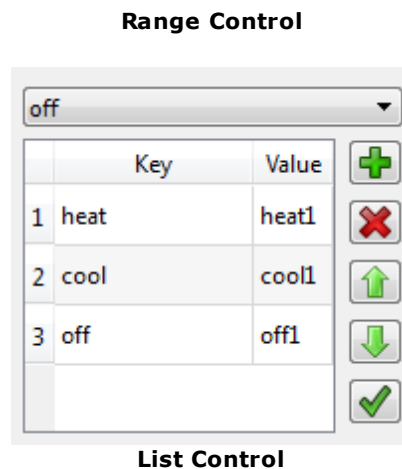 Range Control
off
Key Value
1 heat heat1
2 cool cool1
3 off off1
List Control